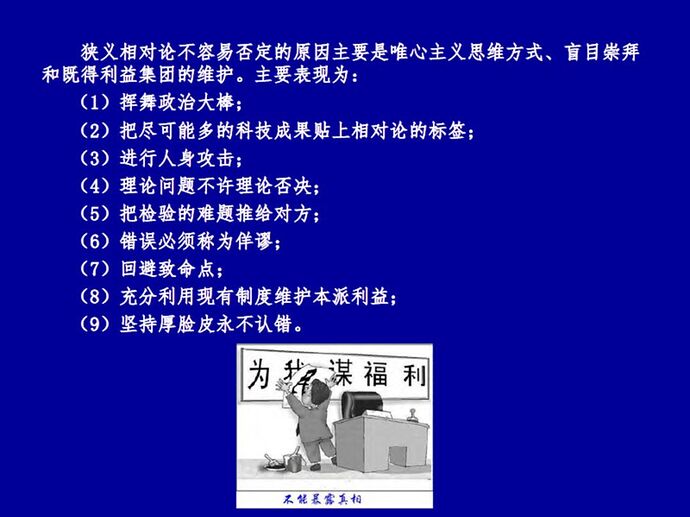 狭义相对论不容易否定的原因主要是唯心主义思维方式、盲目崇拜
和既得利益集团的维护。主要表现为：
（1）挥舞政治大棒；
（2）把尽可能多的科技成果贴上相对论的标签；
（3）进行人身攻击；
（4）理论问题不许理论否决；
（5）把检验的难题推给对方；
（6）错误必须称为佯谬；
（7）回避致命点；
（8）充分利用现有制度维护本派利益；
（9）坚持厚脸皮永不认错。
为我谋福利
不能暴露真相